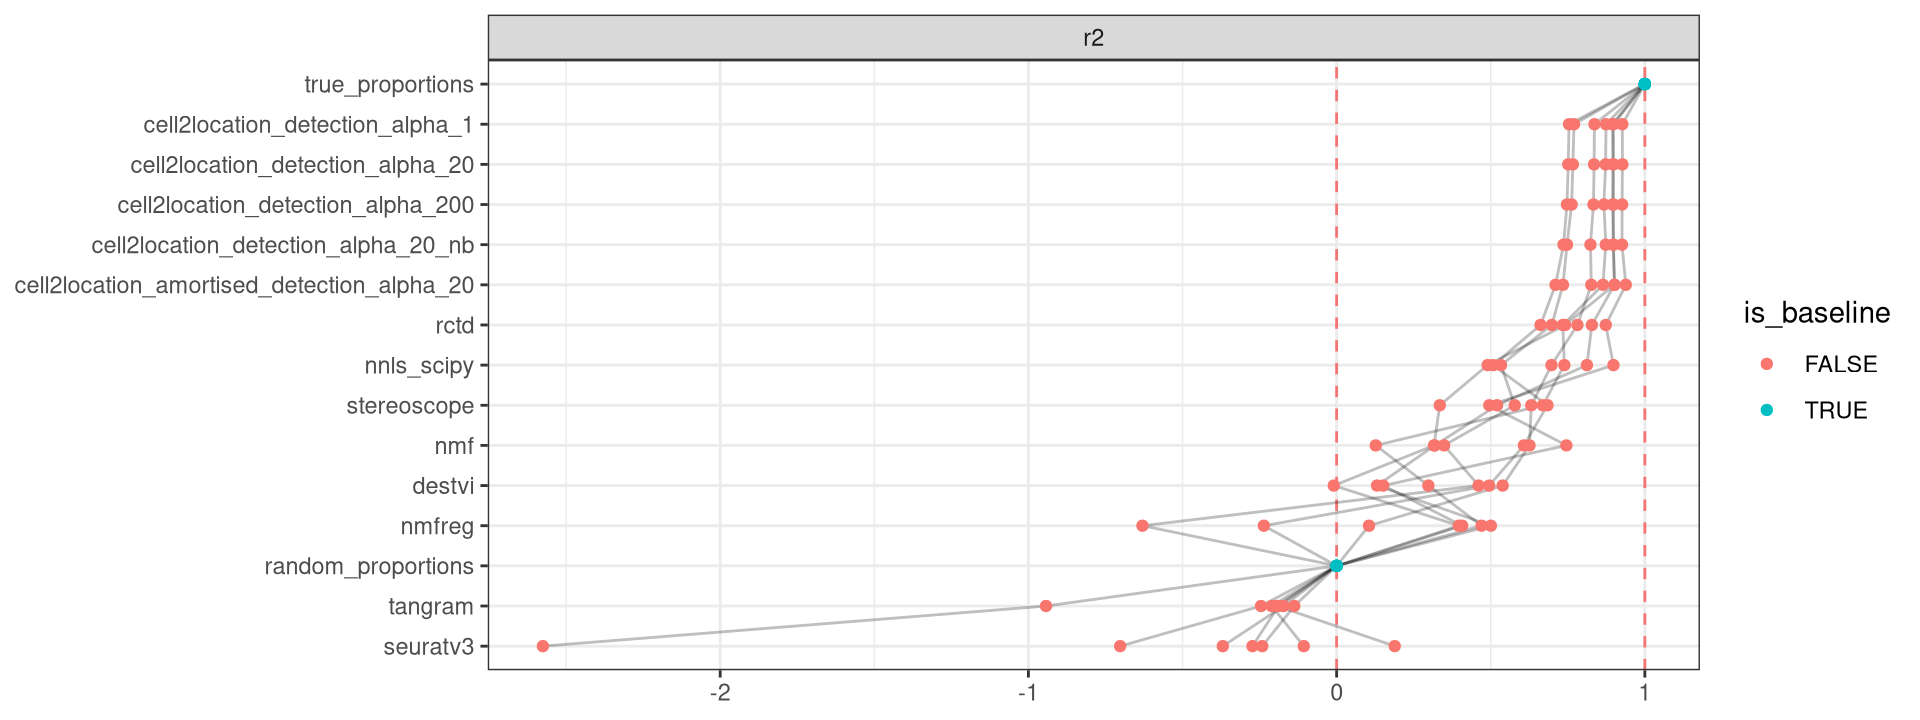 r2
true_proportions
cell2location_detection_alpha_1
cell2location_detection_alpha_20
cell2location_detection_alpha_200
cell2location_detection_alpha_20_nb
cell2location_amortised_detection_alpha_20
rctd
nnls_scipy
stereoscope
nmf
destvi
nmfreg
random_proportions
tangram
seuratv3
-2 -1 0 1
is_baseline
FALSE
TRUE